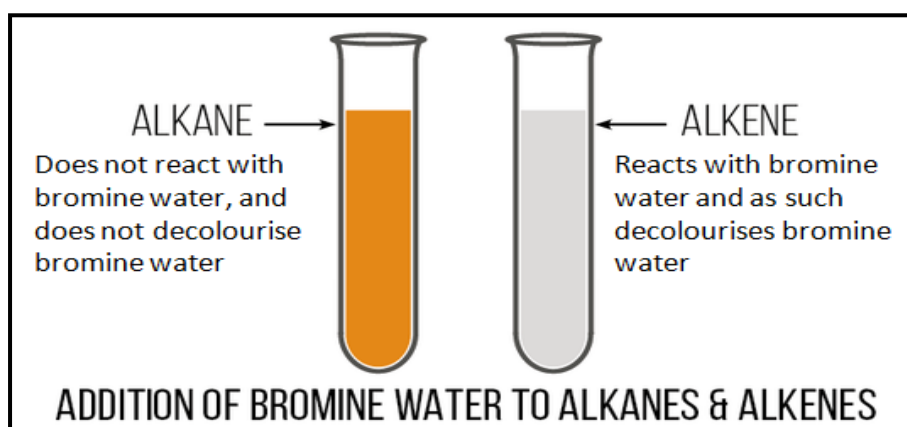 ALKANE
Does not react with
bromine water, and
does not decolourise
bromine water
ALKENE
Reacts with bromine
water and as such
decolourises bromine
water
ADDITION OF BROMINE WATER TO ALKANES & ALKENES